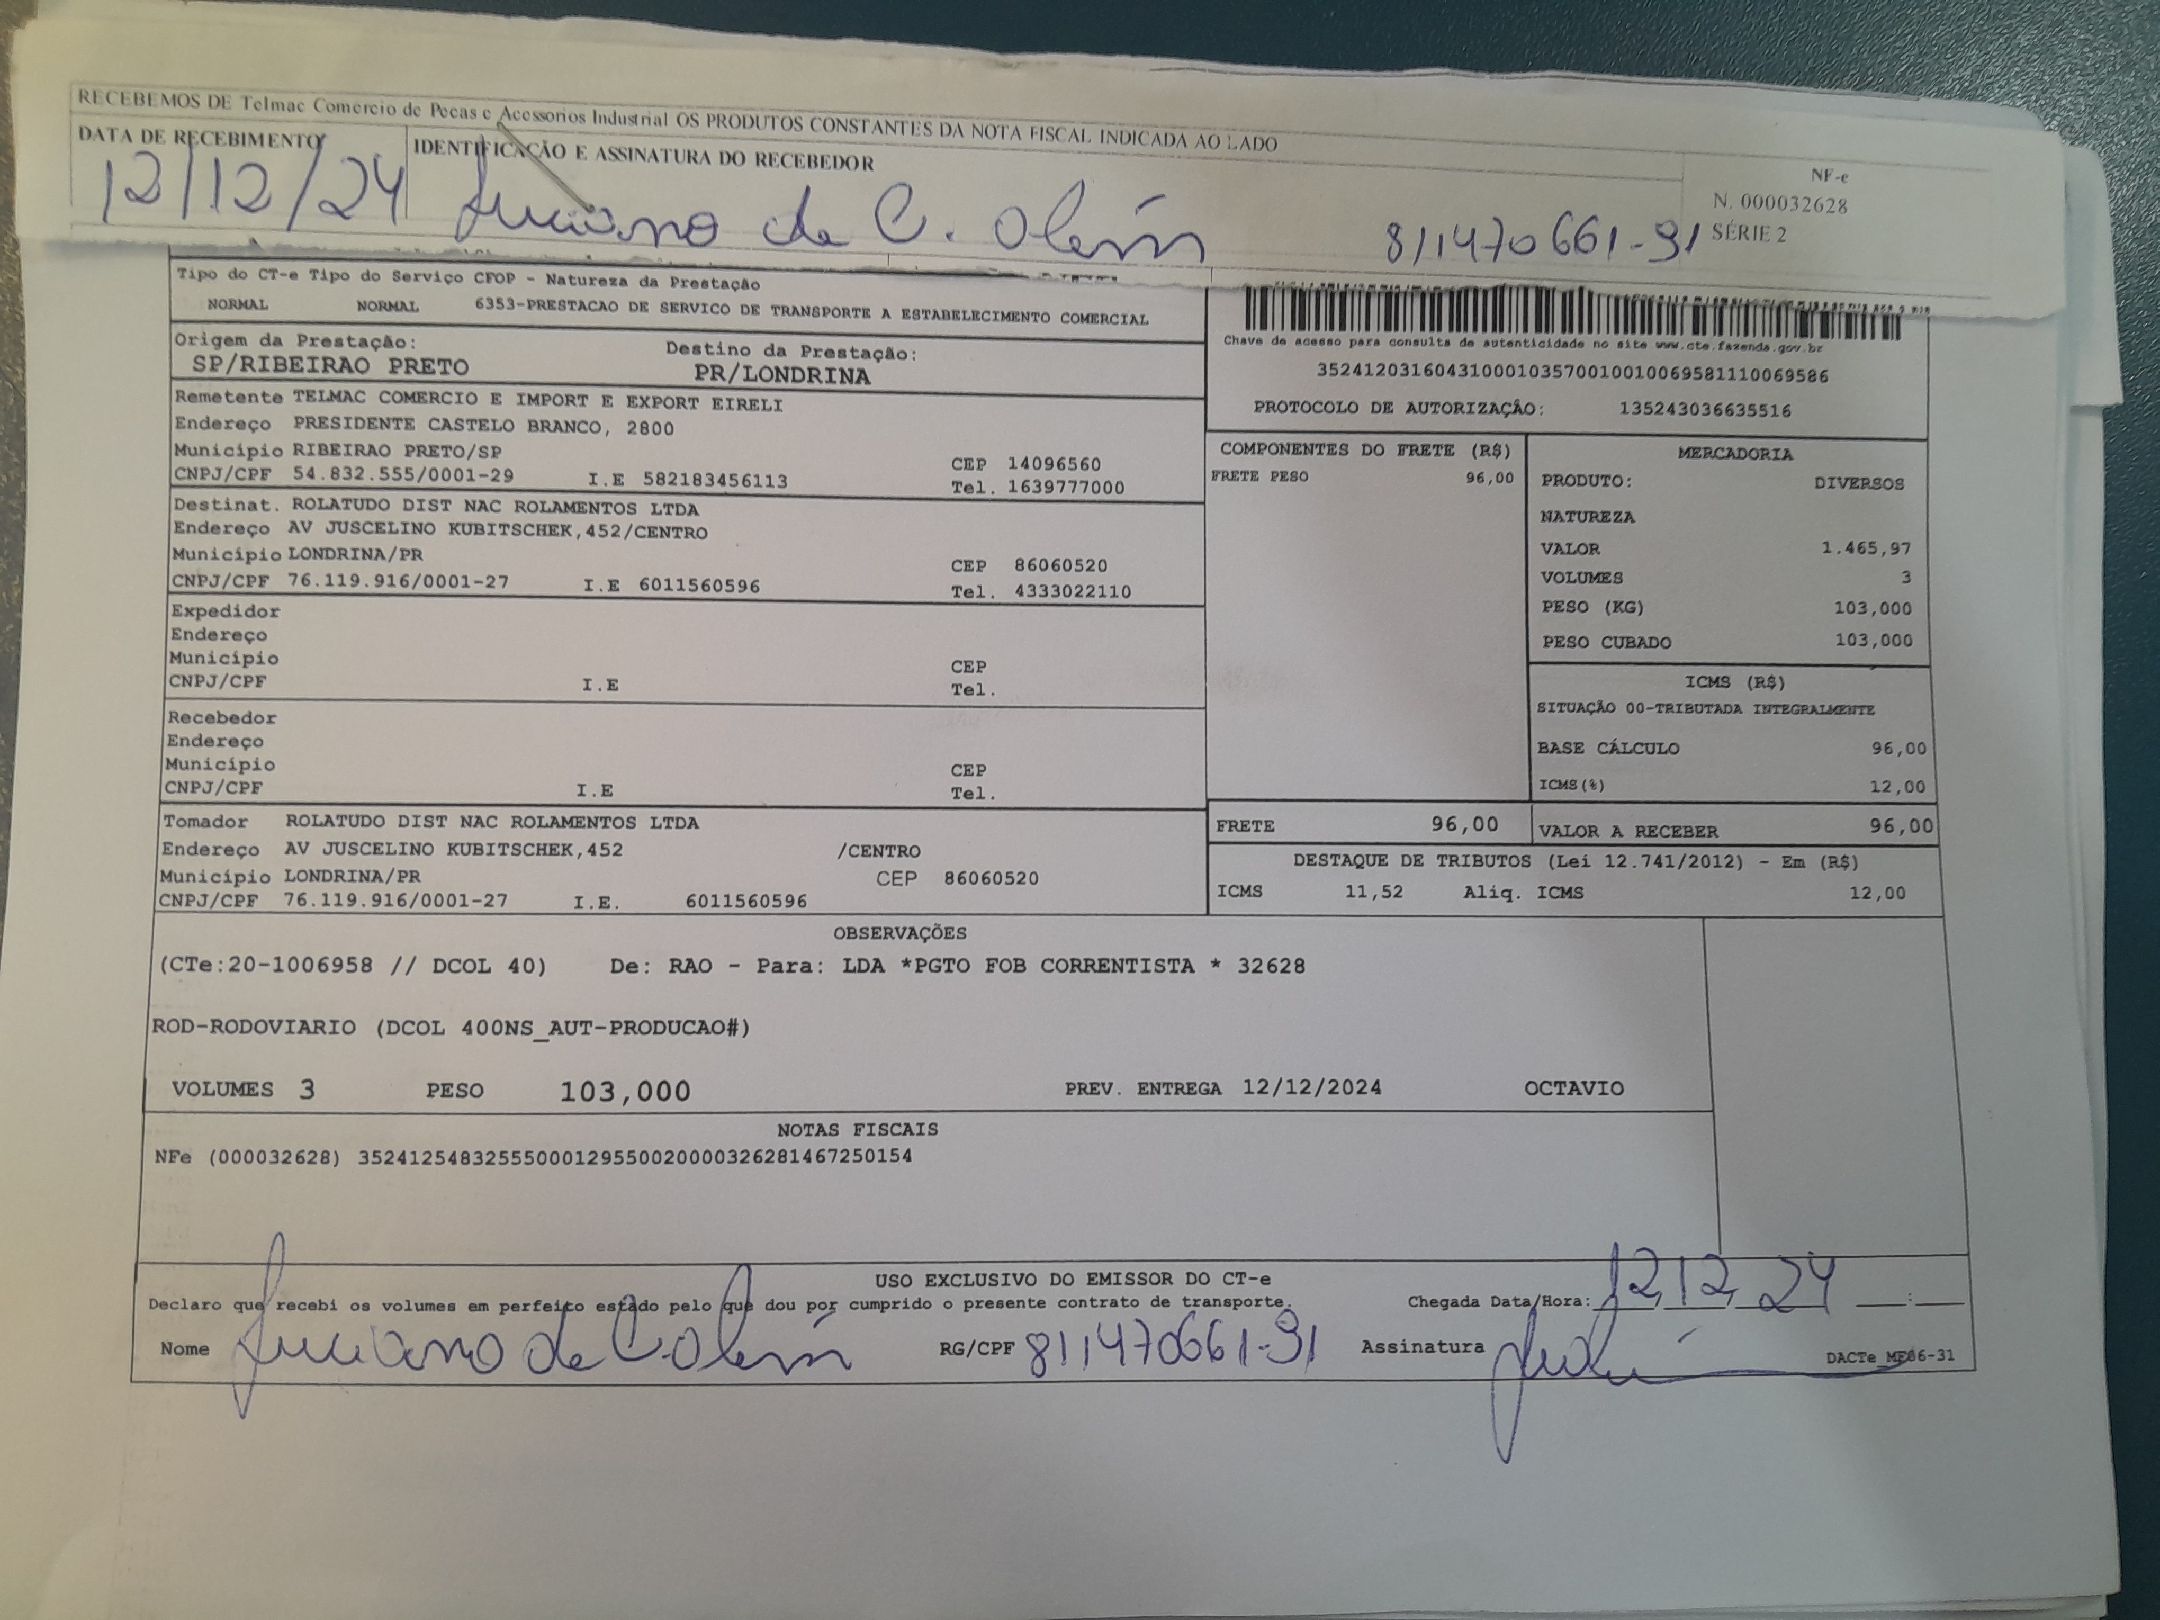 RECEBEMOS DE Telmac Comercio de Pecas e Acessorios Industrial OS PRODUTOS CONSTANTES DA NOTA FISCAL INDICADA AO LADO
DATA DE RECEBIMENTO IDENTIFICAÇÃO E ASSINATURA DO RECEBEDOR
NF-e
N. 000032628
SÉRIE 2
12/12/24 Luciano da C. 811470661-91
Tipo do CT-e Tipo do Serviço CFOP - Natureza da Prestação
NORMAL NORMAL 6353-PRESTACAO DE SERVICO DE TRANSPORTE A ESTABELECIMENTO COMERCIAL
Chave de acesso para consulta de autenticidade no site www.cte.fazenda.gov.br
35241203160431000103570010010069581110069586
PROTOCOLO DE AUTORIZAÇÃO: 135243036635516
Origem da Prestação: Destino da Prestação:
SP/RIBEIRAO PRETO PR/LONDRINA
Remetente TELMAC COMERCIO E IMPORT E EXPORT EIRELI
Endereço PRESIDENTE CASTELO BRANCO, 2800
Município RIBEIRAO PRETO/SP CEP 14096560
CNPJ/CPF 54.832.555/0001-29 I.E 582183456113 Tel. 1639777000
Destinat. ROLATUDO DIST NAC ROLAMENTOS LTDA
Endereço AV JUSCELINO KUBITSCHEK,452/CENTRO
Município LONDRINA/PR CEP 86060520
CNPJ/CPF 76.119.916/0001-27 I.E 6011560596 Tel. 4333022110
Expedidor
Endereço
Município CEP
CNPJ/CPF I.E Tel.
Recebedor
Endereço
Município CEP
CNPJ/CPF I.E Tel.
Tomador ROLATUDO DIST NAC ROLAMENTOS LTDA
Endereço AV JUSCELINO KUBITSCHEK,452 /CENTRO
Município LONDRINA/PR CEP 86060520
CNPJ/CPF 76.119.916/0001-27 I.E. 6011560596
COMPONENTES DO FRETE (R$)
FRETE PESO 96,00
MERCADORIA
PRODUTO: DIVERSOS
NATUREZA
VALOR 1.465,97
VOLUMES 3
PESO (KG) 103,000
PESO CUBADO 103,000
ICMS (R$)
SITUAÇÃO 00-TRIBUTADA INTEGRALMENTE
BASE CÁLCULO 96,00
ICMS(%) 12,00
FRETE 96,00 VALOR A RECEBER 96,00
DESTAQUE DE TRIBUTOS (Lei 12.741/2012) - Em (R$)
ICMS 11,52 Aliq. ICMS 12,00
OBSERVAÇÕES
(CTe:20-1006958 // DCOL 40) De: RAO - Para: LDA *PGTO FOB CORRENTISTA * 32628
ROD-RODOVIARIO (DCOL 400NS_AUT-PRODUCAO#)
VOLUMES 3 PESO 103,000 PREV. ENTREGA 12/12/2024 OCTAVIO
NOTAS FISCAIS
NFe (000032628) 35241254832555000129550020000326281467250154
USO EXCLUSIVO DO EMISSOR DO CT-e
Declaro que recebi os volumes em perfeito estado pelo que dou por cumprido o presente contrato de transporte. Chegada Data/Hora: 12 12 24 :
Nome Luciano da C. RG/CPF 811470661-91 Assinatura
DACTe_MF06-31